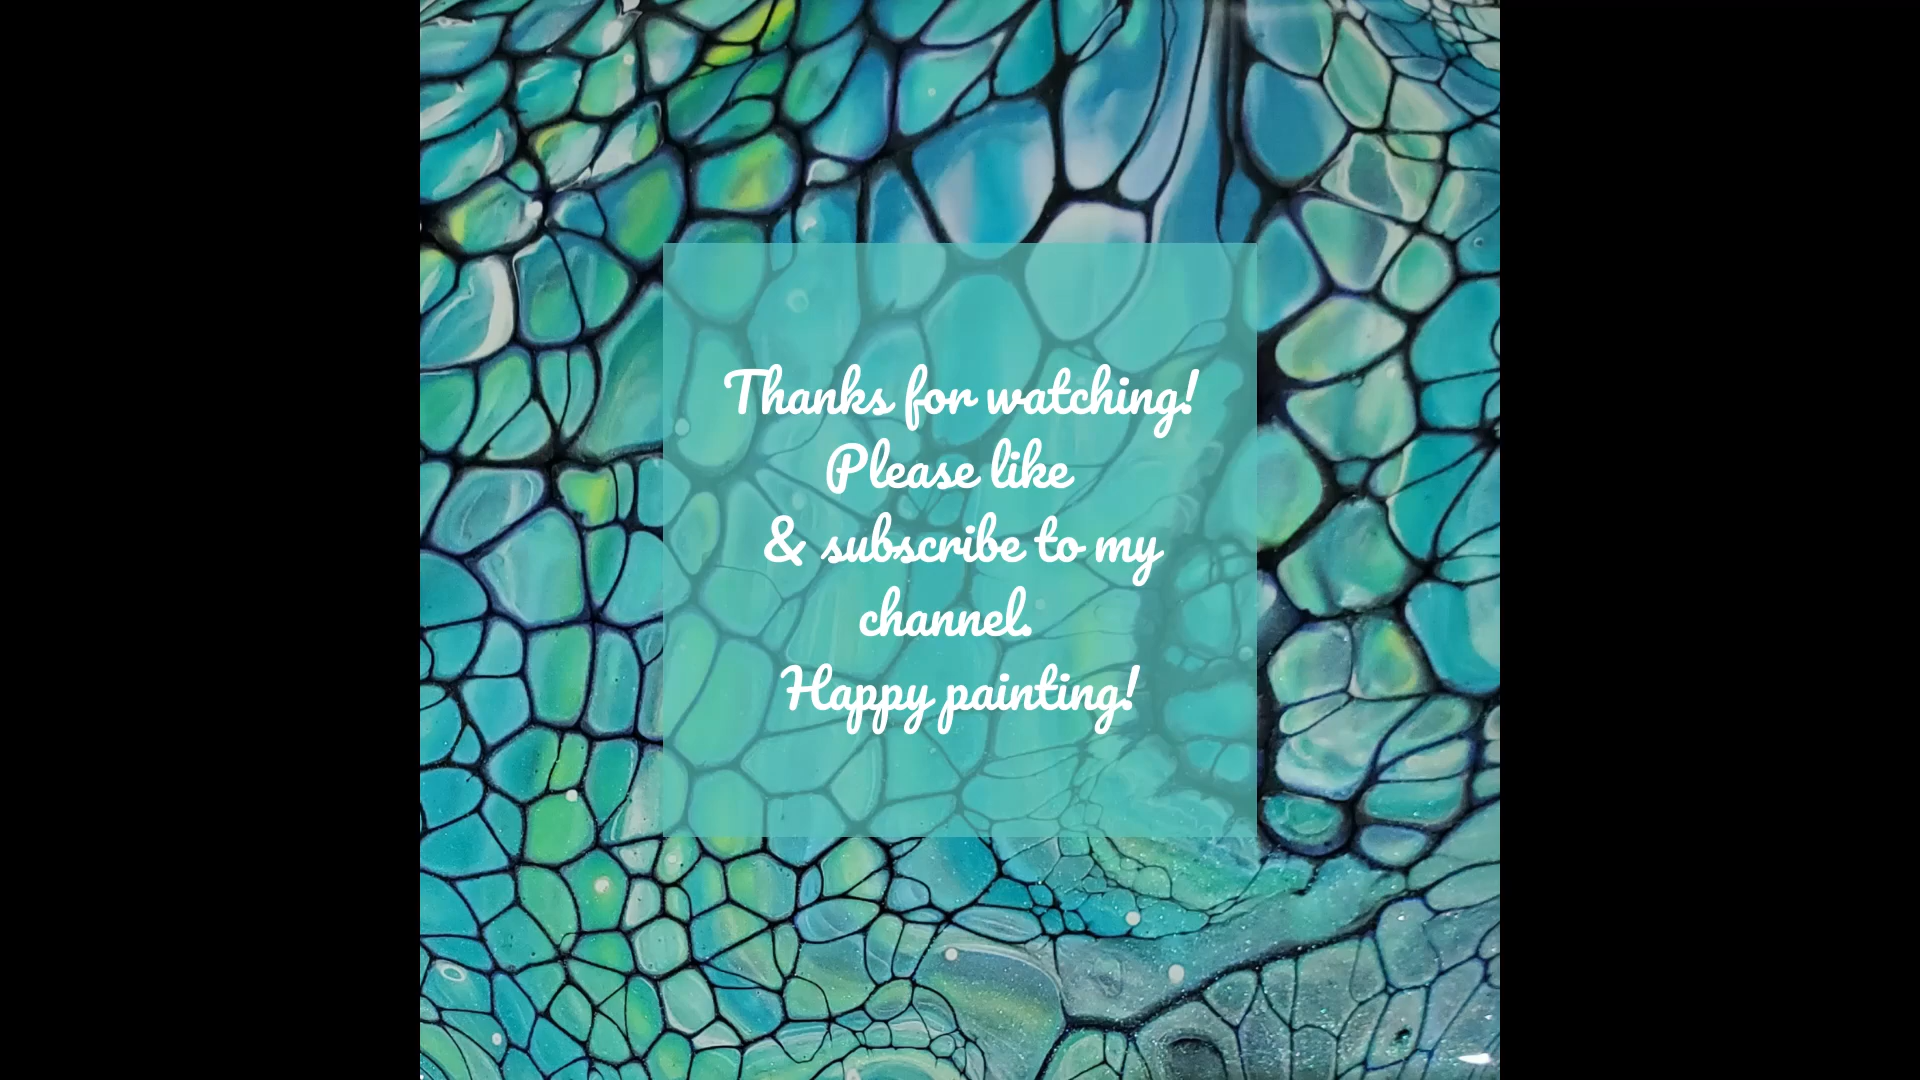 Thanks for watching!
Please like
& subscribe to my
channel.
Happy painting!